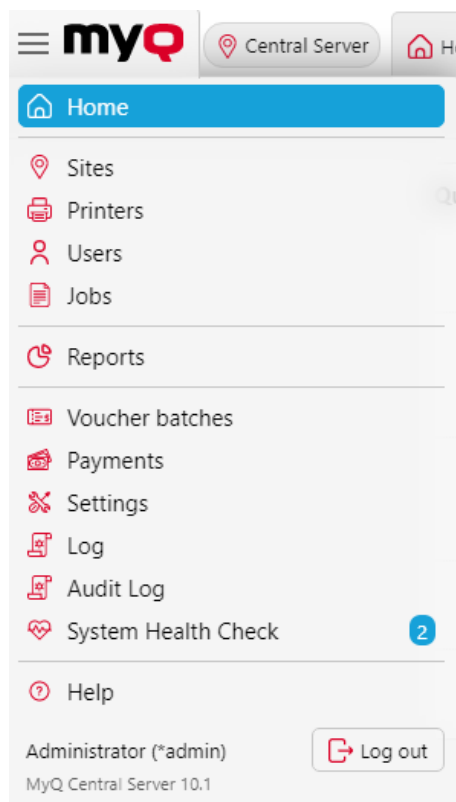 myQ
Central Server
Home
Sites
Printers
Users
Jobs
Reports
Voucher batches
Payments
Settings
Log
Audit Log
System Health Check
2
Help
Administrator (*admin)
Log out
MyQ Central Server 10.1